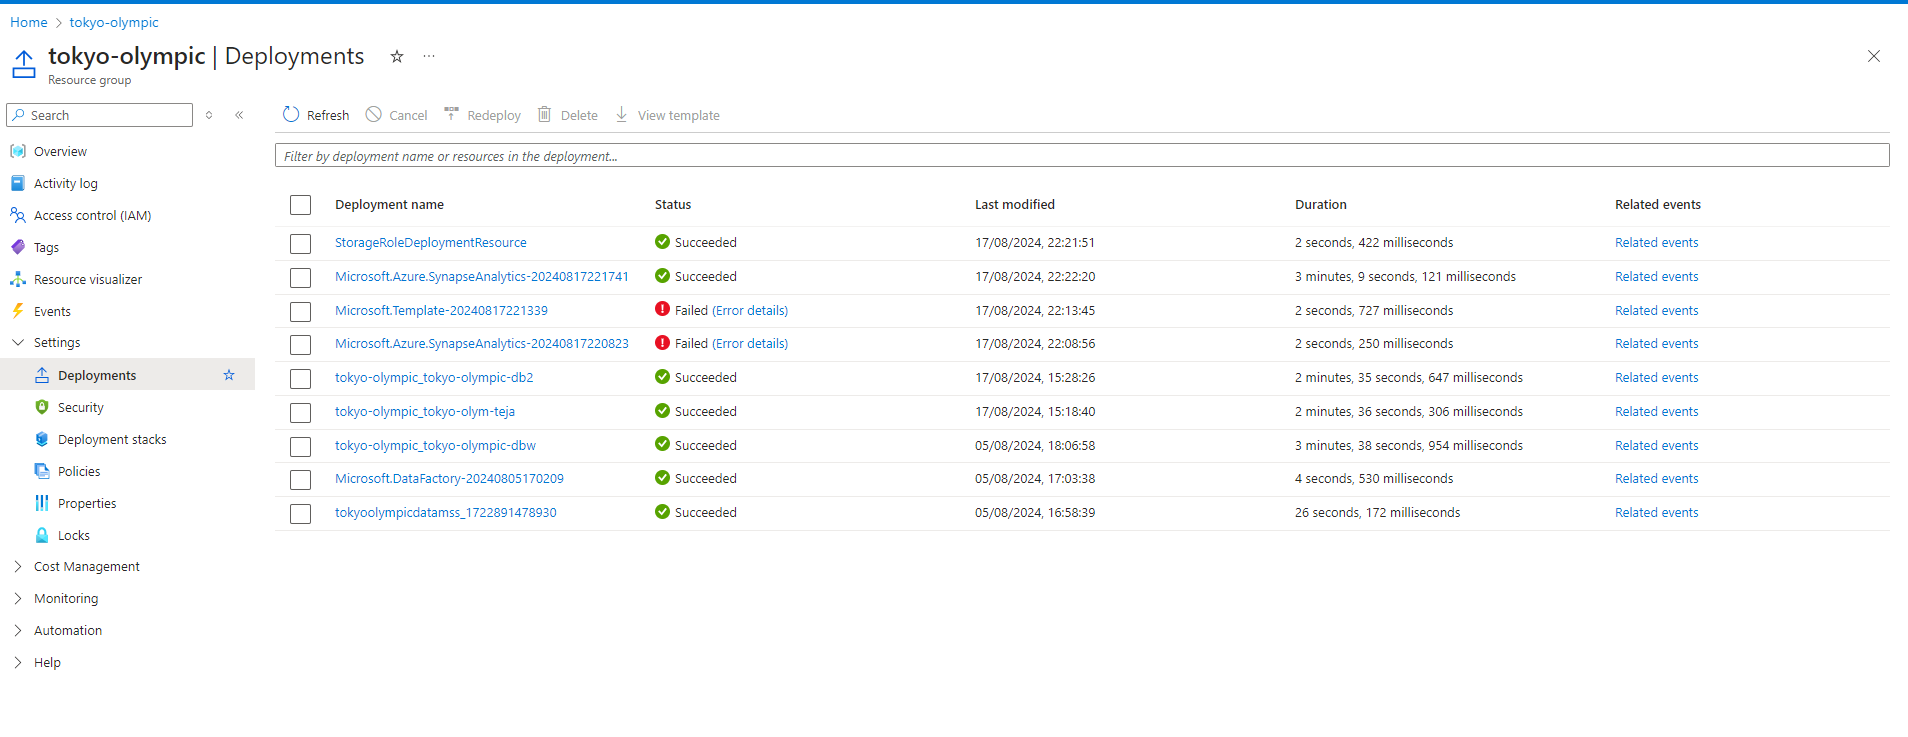 Home > tokyo-olympic
tokyo-olympic | Deployments ...
Resource group
Search
Overview
Activity log
Access control (IAM)
Tags
Resource visualizer
Events
Settings
Deployments
Security
Deployment stacks
Policies
Properties
Locks
Cost Management
Monitoring
Automation
Help
Refresh Cancel Redeploy Delete View template
Filter by deployment name or resources in the deployment...
Deployment name Status Last modified Duration Related events
StorageRoleDeploymentResource Succeeded 17/08/2024, 22:21:51 2 seconds, 422 milliseconds Related events
Microsoft.Azure.SynapseAnalytics-20240817221741 Succeeded 17/08/2024, 22:22:20 3 minutes, 9 seconds, 121 milliseconds Related events
Microsoft.Template-20240817221339 Failed (Error details) 17/08/2024, 22:13:45 2 seconds, 727 milliseconds Related events
Microsoft.Azure.SynapseAnalytics-20240817220823 Failed (Error details) 17/08/2024, 22:08:56 2 seconds, 250 milliseconds Related events
tokyo-olympic_tokyo-olympic-db2 Succeeded 17/08/2024, 15:28:26 2 minutes, 35 seconds, 647 milliseconds Related events
tokyo-olympic_tokyo-olym-teja Succeeded 17/08/2024, 15:18:40 2 minutes, 36 seconds, 306 milliseconds Related events
tokyo-olympic_tokyo-olympic-dbw Succeeded 05/08/2024, 18:06:58 3 minutes, 38 seconds, 954 milliseconds Related events
Microsoft.DataFactory-20240805170209 Succeeded 05/08/2024, 17:03:38 4 seconds, 530 milliseconds Related events
tokyoolympicdatamss_1722891478930 Succeeded 05/08/2024, 16:58:39 26 seconds, 172 milliseconds Related events